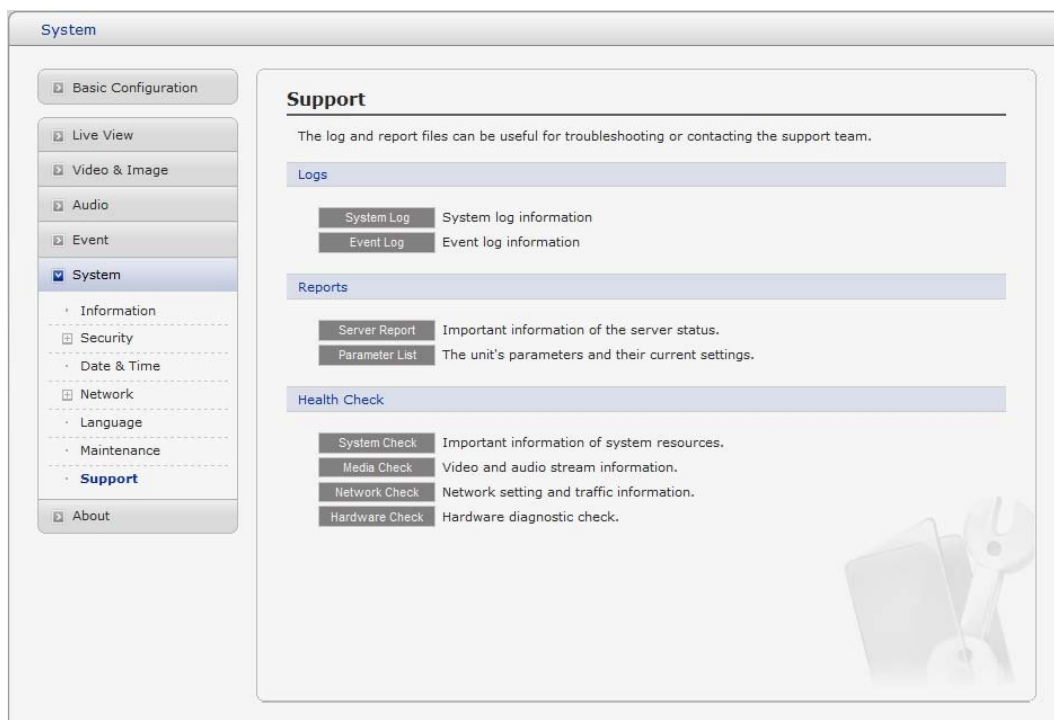 System
Basic Configuration
Live View
Video & Image
Audio
Event
System
Information
Security
Date & Time
Network
Language
Maintenance
Support
About
Support
The log and report files can be useful for troubleshooting or contacting the support team.
Logs
System Log System log information
Event Log Event log information
Reports
Server Report Important information of the server status.
Parameter List The unit's parameters and their current settings.
Health Check
System Check Important information of system resources.
Media Check Video and audio stream information.
Network Check Network setting and traffic information.
Hardware Check Hardware diagnostic check.